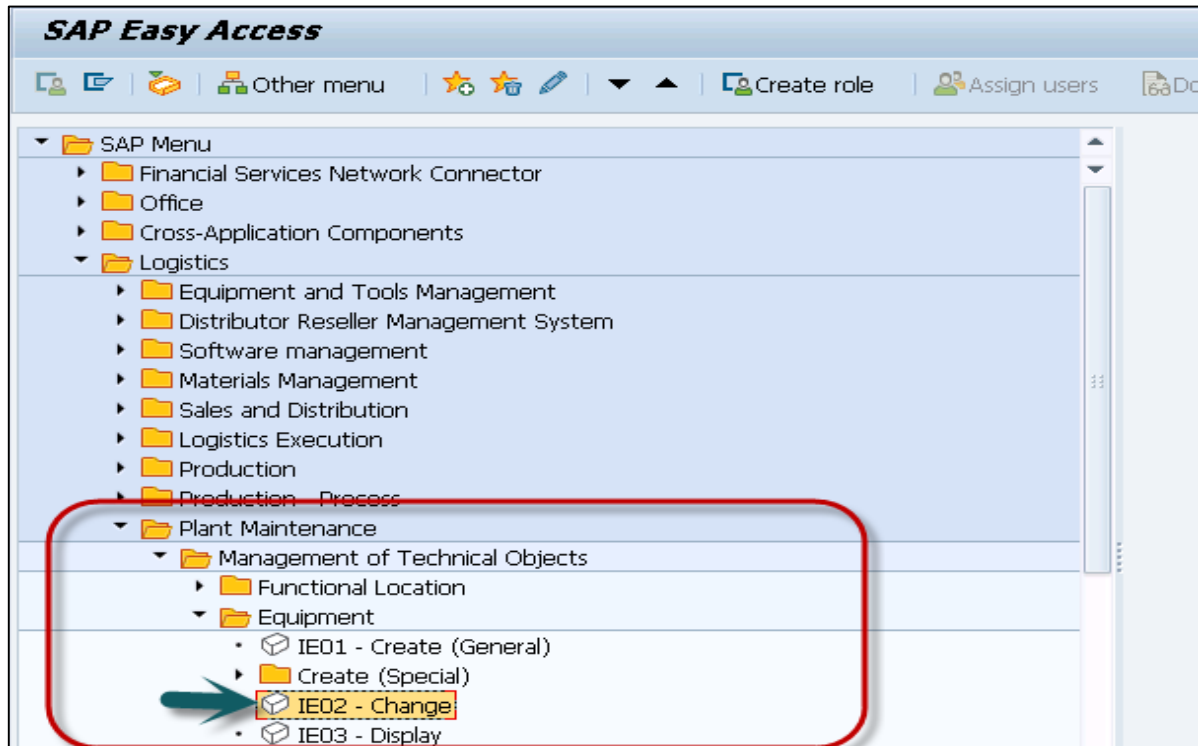 SAP Easy Access
Other menu Create role Assign users Do
SAP Menu
Financial Services Network Connector
Office
Cross-Application Components
Logistics
Equipment and Tools Management
Distributor Reseller Management System
Software management
Materials Management
Sales and Distribution
Logistics Execution
Production
Production - Process
Plant Maintenance
Management of Technical Objects
Functional Location
Equipment
IE01 - Create (General)
Create (Special)
IE02 - Change
IE03 - Display